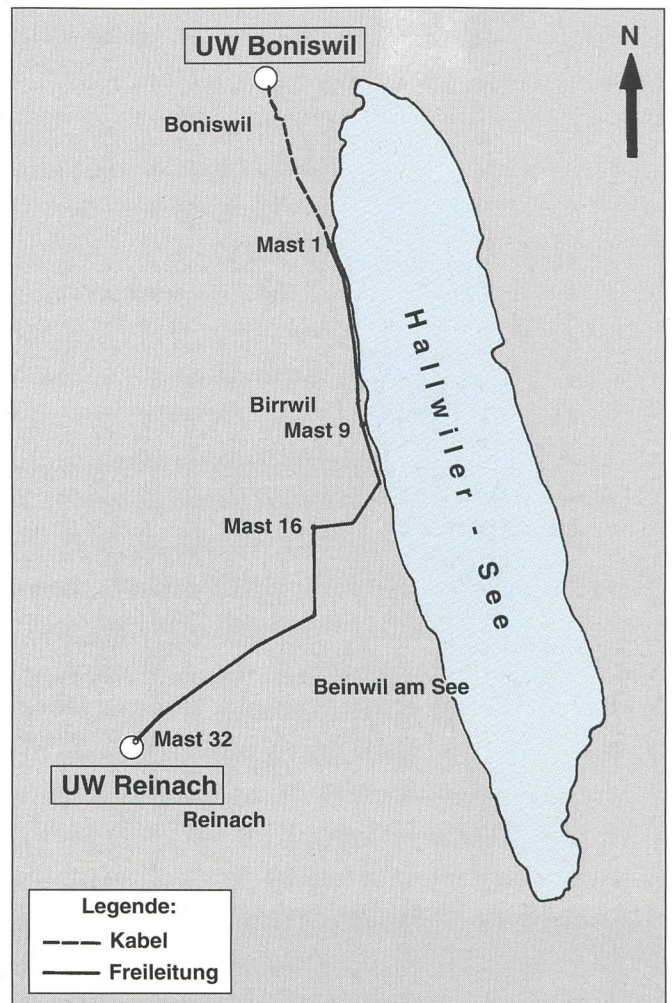 UW Boniswil
N
Boniswil
Mast 1
Hallwiler - See
Birrwil
Mast 9
Mast 16
Beinwil am See
Mast 32
UW Reinach
Reinach
Legende:
Kabel
Freileitung